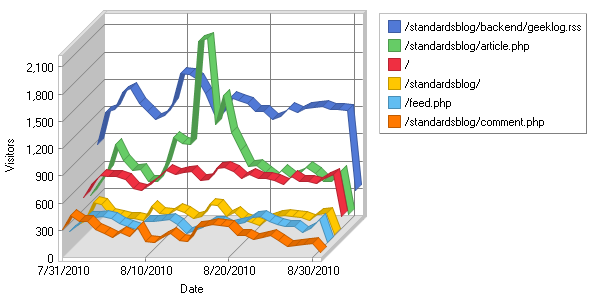 /standardsblog/backend/geeklog.rss
/standardsblog/article.php
/
/standardsblog/
/feed.php
/standardsblog/comment.php
Visitors
2,100
1,800
1,500
1,200
900
600
300
0
7/31/2010 8/10/2010 8/20/2010 8/30/2010
Date